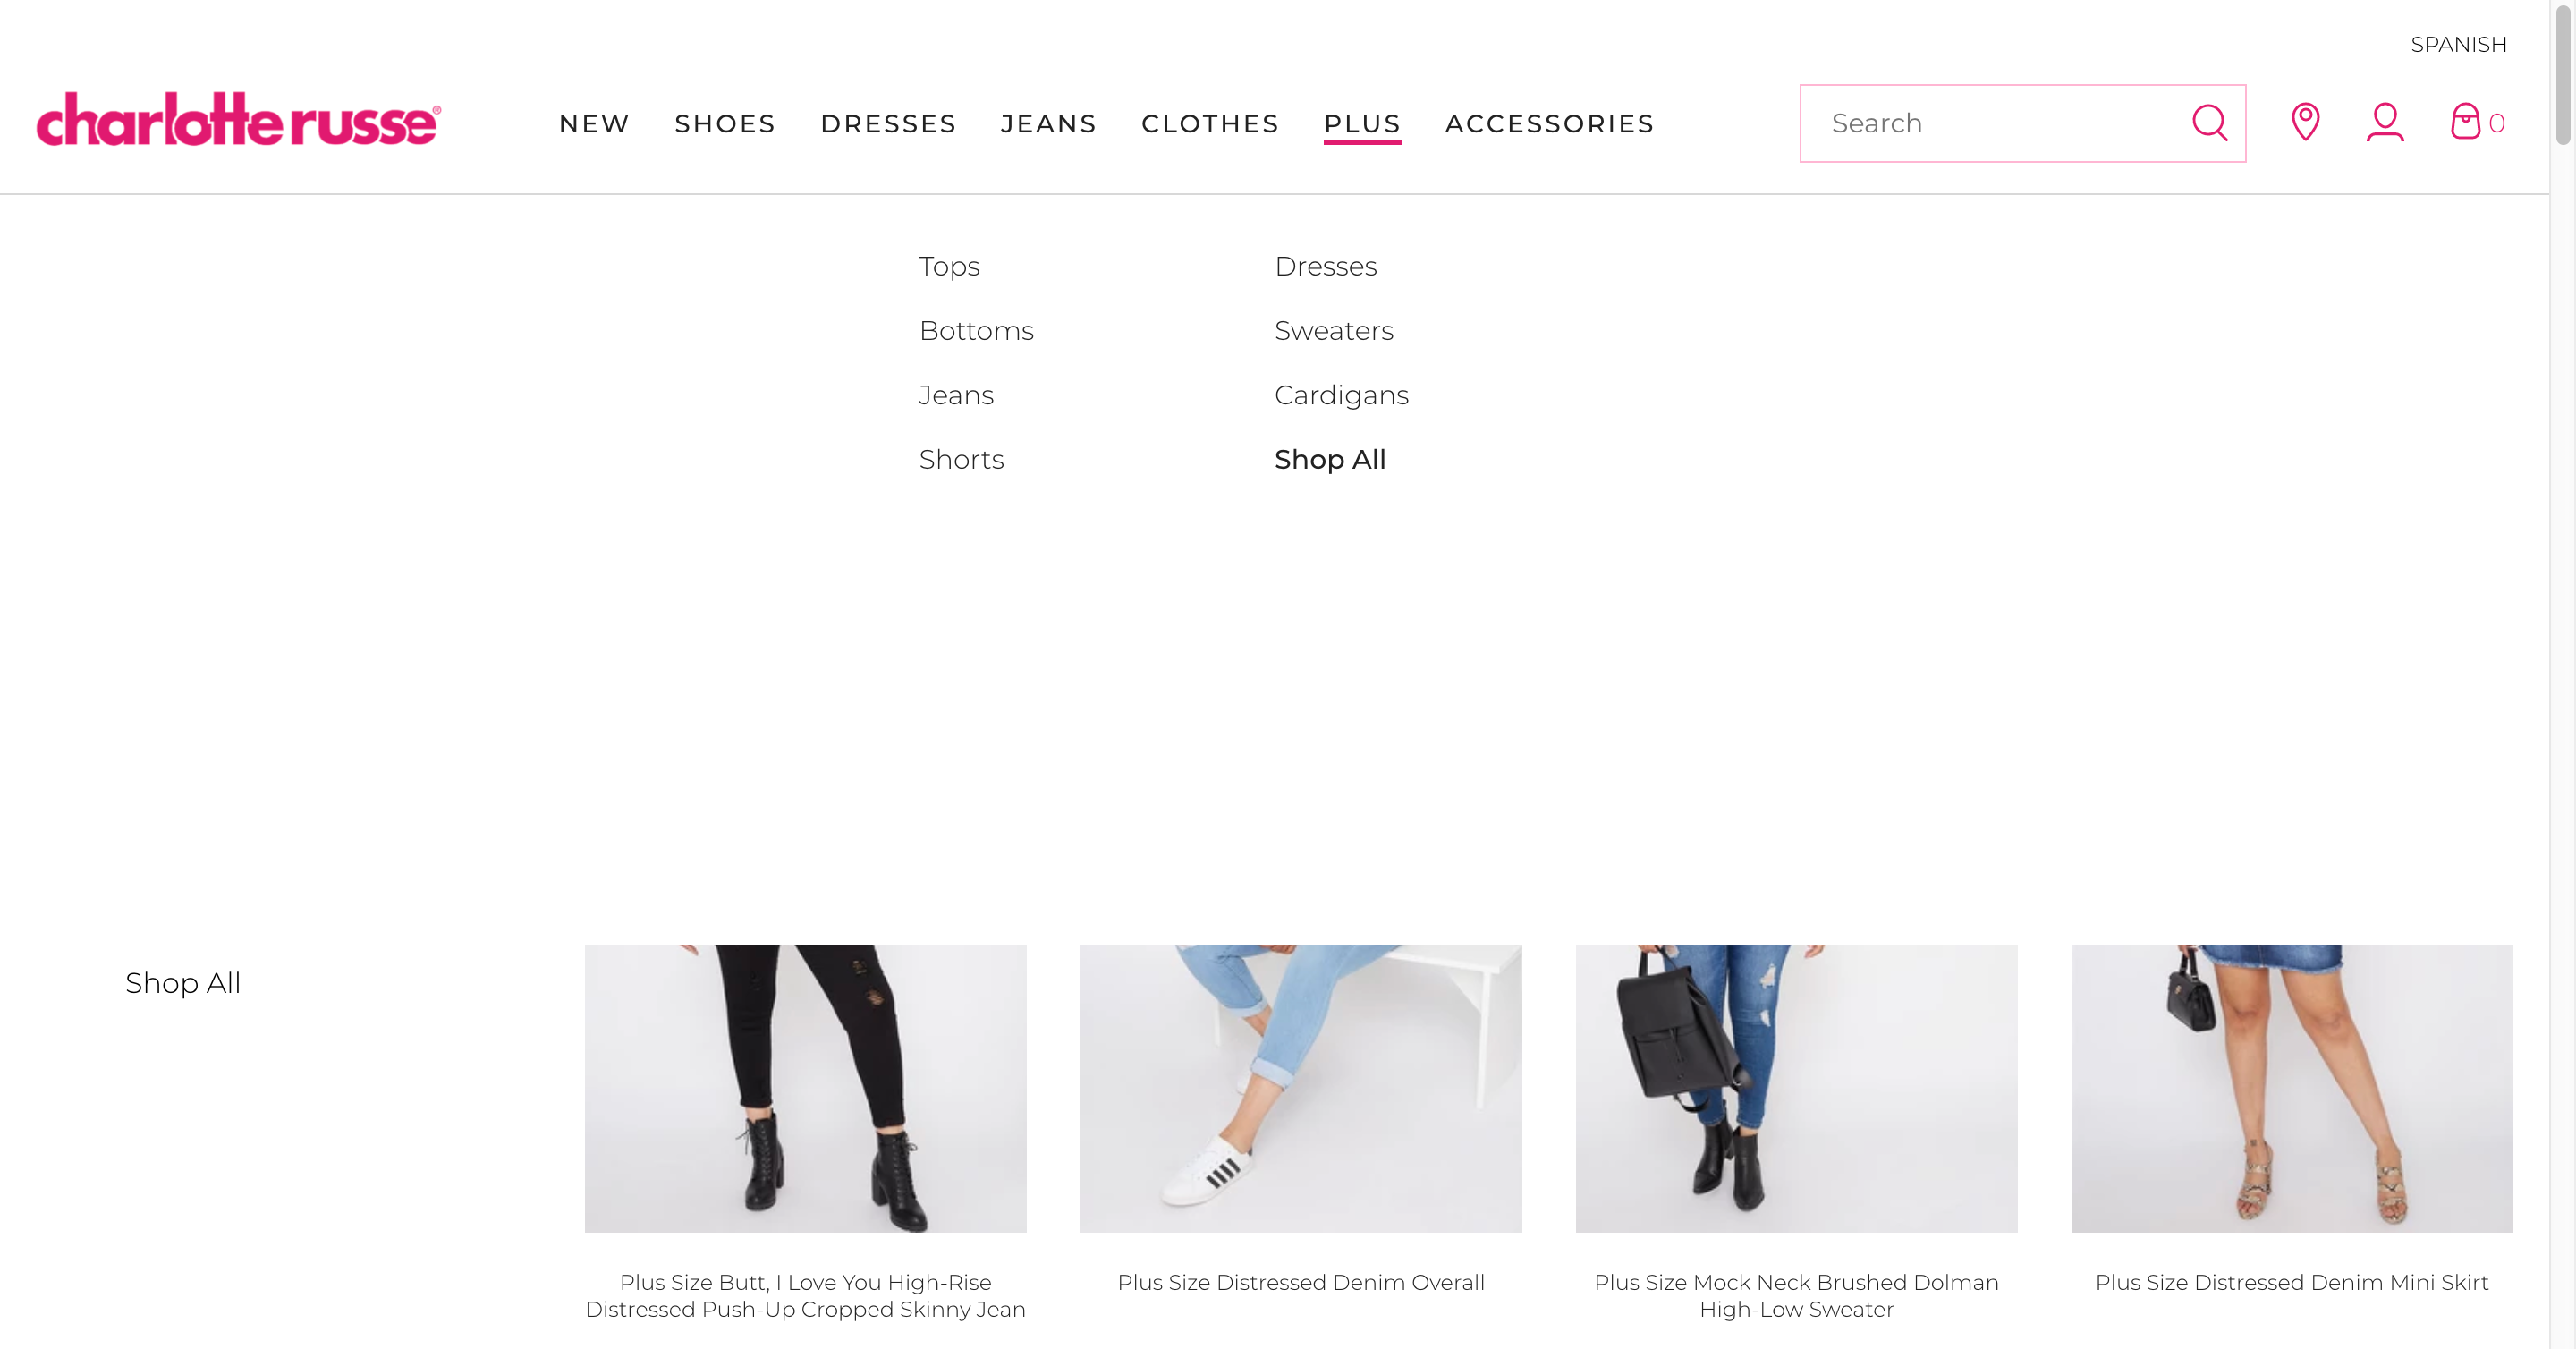 SPANISH
charlotte russe®
NEW SHOES DRESSES JEANS CLOTHES PLUS ACCESSORIES
Search
0
Tops
Bottoms
Jeans
Shorts
Dresses
Sweaters
Cardigans
Shop All
Shop All
Plus Size Butt, I Love You High-Rise
Distressed Push-Up Cropped Skinny Jean
Plus Size Distressed Denim Overall
Plus Size Mock Neck Brushed Dolman
High-Low Sweater
Plus Size Distressed Denim Mini Skirt